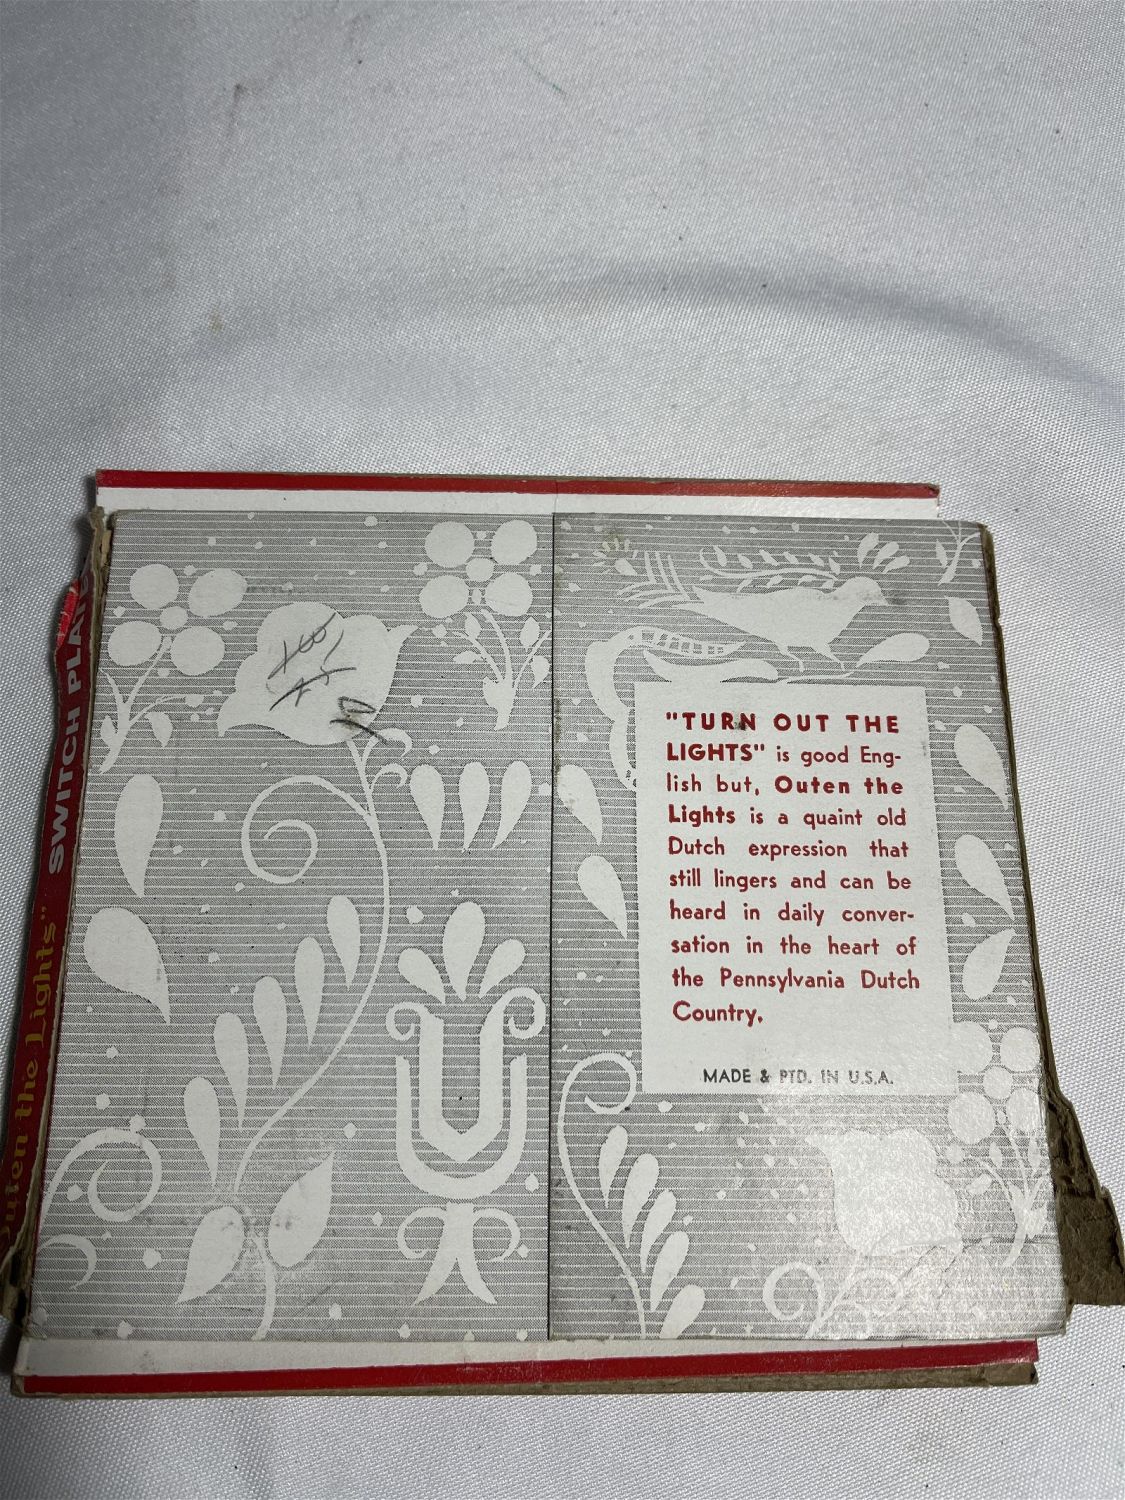 "TURN OUT THE
LIGHTS" is good Eng-
lish but, Outen the
Lights is a quaint old
Dutch expression that
still lingers and can be
heard in daily conver-
sation in the heart of
the Pennsylvania Dutch
Country.
MADE & PTD. IN U.S.A.
Outen the Lights" SWITCH PLA